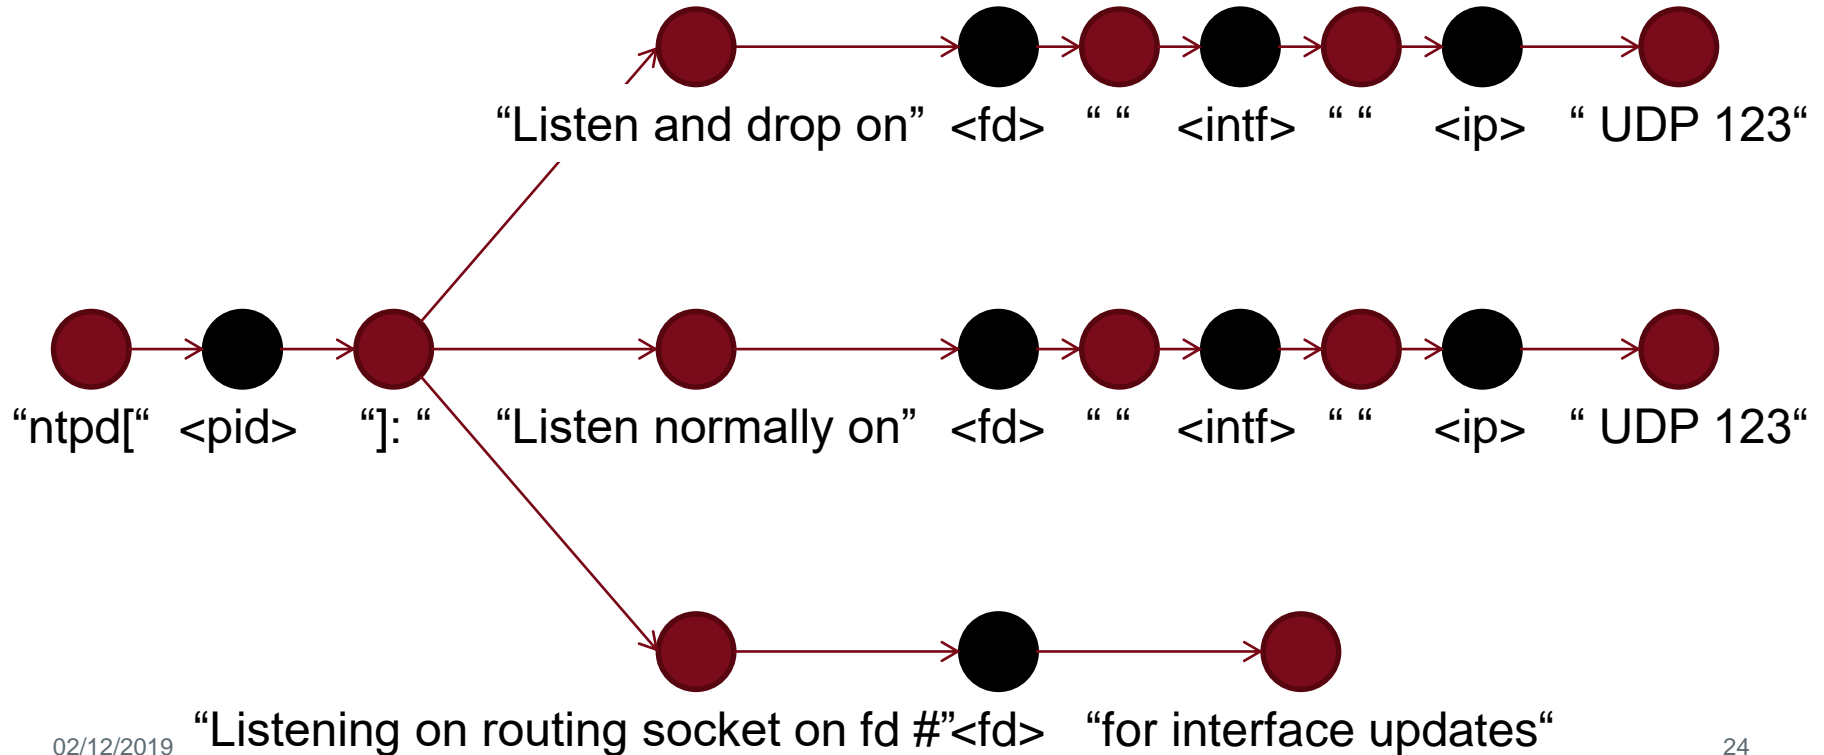 “Listen and drop on” <fd> “ “ <intf> “ “ <ip> “ UDP 123“
“ntpd[“ <pid> “]: “ “Listen normally on” <fd> “ “ <intf> “ “ <ip> “ UDP 123“
“Listening on routing socket on fd #”<fd> “for interface updates“
02/12/2019 24